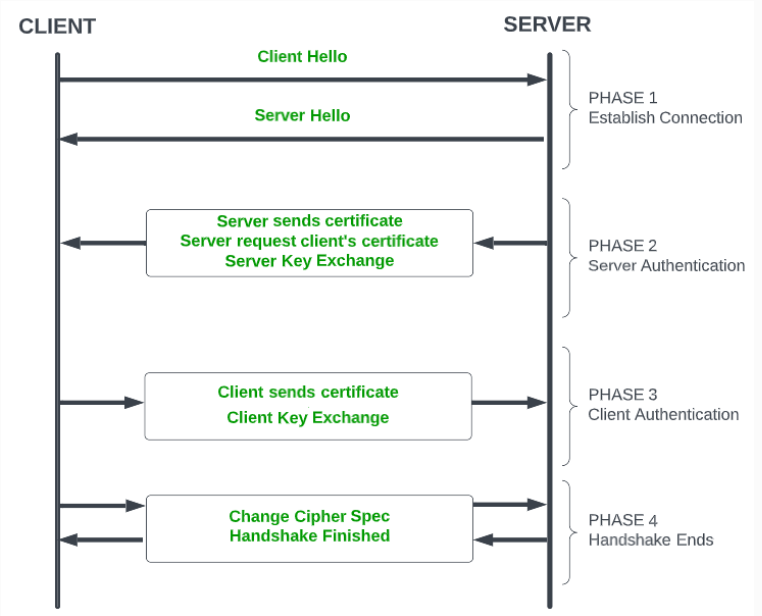 CLIENT
SERVER
Client Hello
Server Hello
PHASE 1
Establish Connection
Server sends certificate
Server request client's certificate
Server Key Exchange
PHASE 2
Server Authentication
Client sends certificate
Client Key Exchange
PHASE 3
Client Authentication
Change Cipher Spec
Handshake Finished
PHASE 4
Handshake Ends